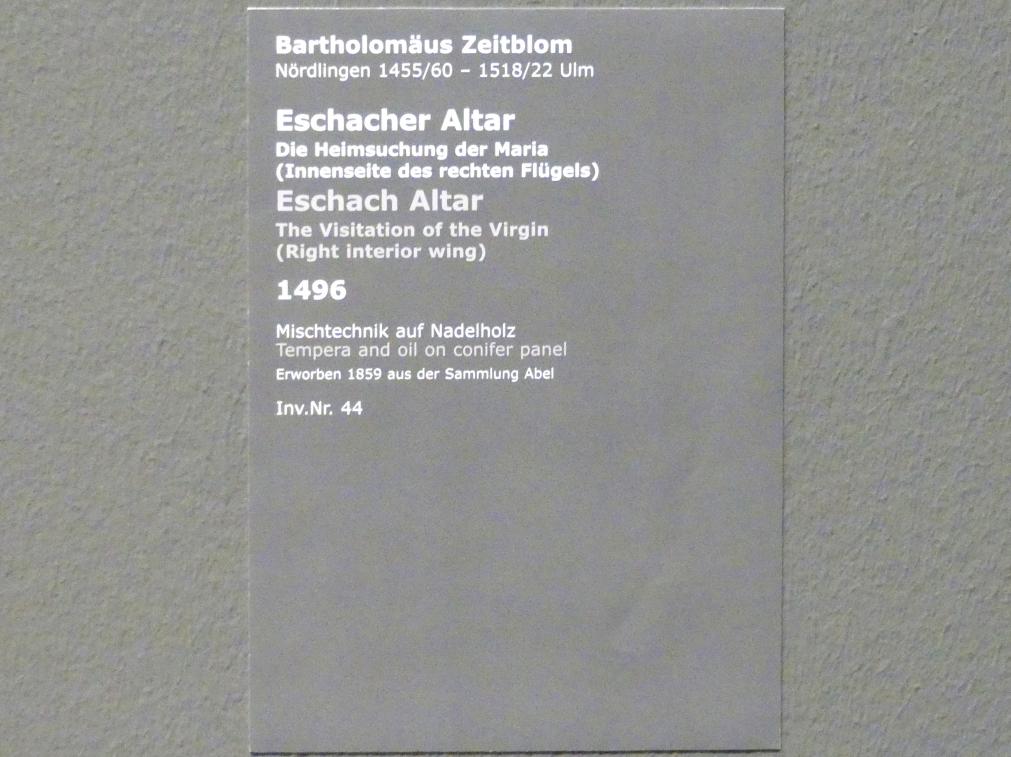 Bartholomäus Zeitblom
Nördlingen 1455/60 – 1518/22 Ulm
Eschacher Altar
Die Heimsuchung der Maria
(Innenseite des rechten Flügels)
Eschach Altar
The Visitation of the Virgin
(Right interior wing)
1496
Mischtechnik auf Nadelholz
Tempera and oil on conifer panel
Erworben 1859 aus der Sammlung Abel
Inv.Nr. 44